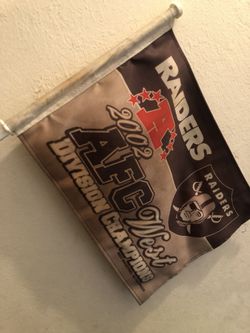 RAIDERS
A
RAIDERS
2002
AFC
West
DIVISION CHAMPIONS